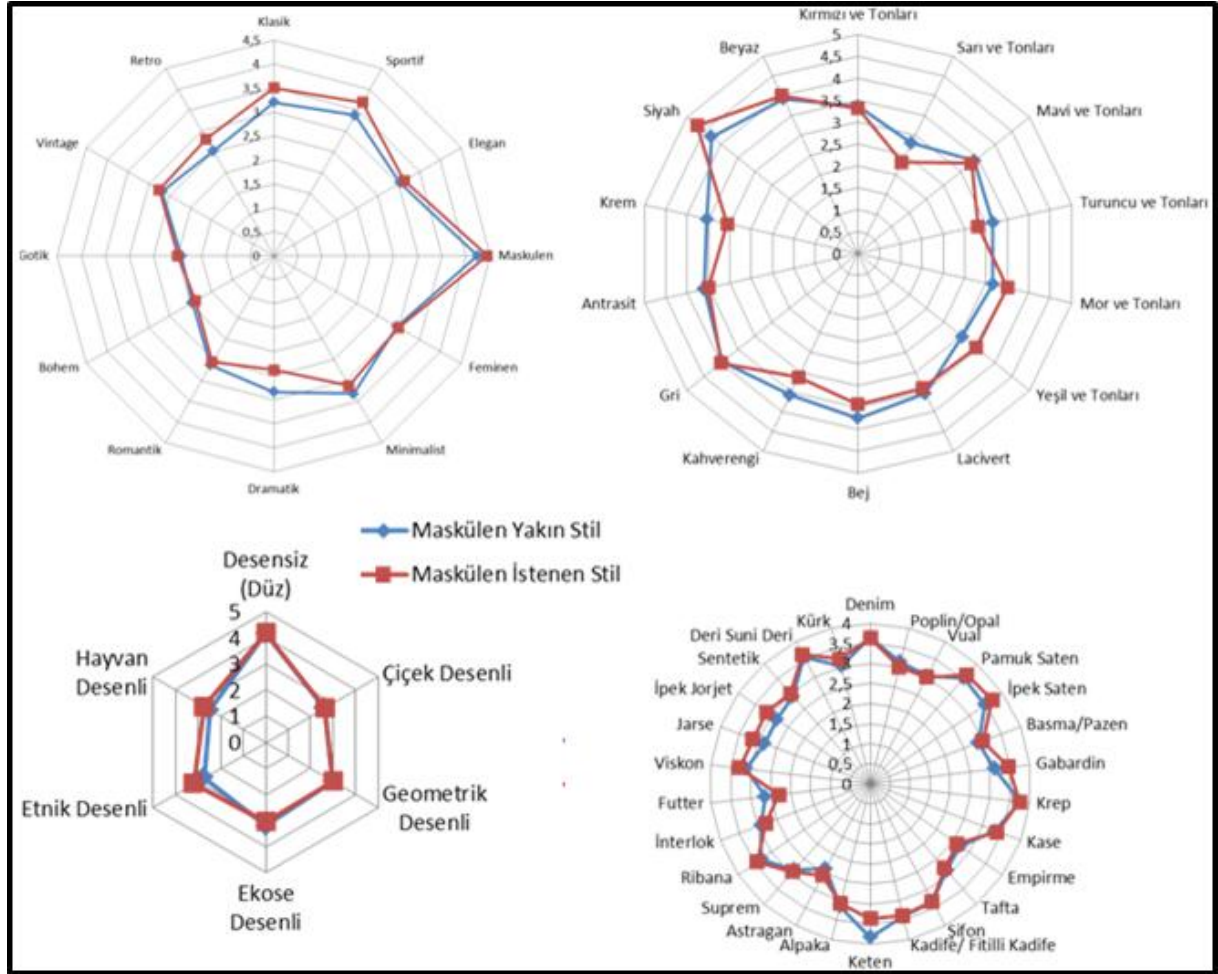 Klasik
4,5
4
3,5
3
2,5
2
1,5
1
0,5
0
Sportif
Elegan
Maskulen
Feminen
Minimalist
Dramatik
Romantik
Bohem
Gotik
Vintage
Retro
Kırmızı ve Tonları
5
4,5
4
3,5
3
2,5
2
1,5
1
0,5
0
Sarı ve Tonları
Mavi ve Tonları
Turuncu ve Tonları
Mor ve Tonları
Yeşil ve Tonları
Lacivert
Bej
Kahverengi
Gri
Antrasit
Krem
Siyah
Beyaz
Maskülen Yakın Stil
Maskülen İstenen Stil
Desensiz
(Düz)
5
4
3
2
1
0
Çiçek Desenli
Geometrik
Desenli
Ekose
Desenli
Etnik Desenli
Hayvan
Desenli
Denim
4
3,5
3
2,5
2
1,5
1
0,5
0
Poplin/Opal
Vual
Pamuk Saten
İpek Saten
Basma/Pazen
Gabardin
Krep
Kase
Empirme
Tafta
Şifon
Kadife/ Fitilli Kadife
Keten
Alpaka
Astragan
Suprem
Ribana
İnterlok
Futter
Viskon
Jarse
İpek Jorjet
Sentetik
Deri Suni Deri
Kürk